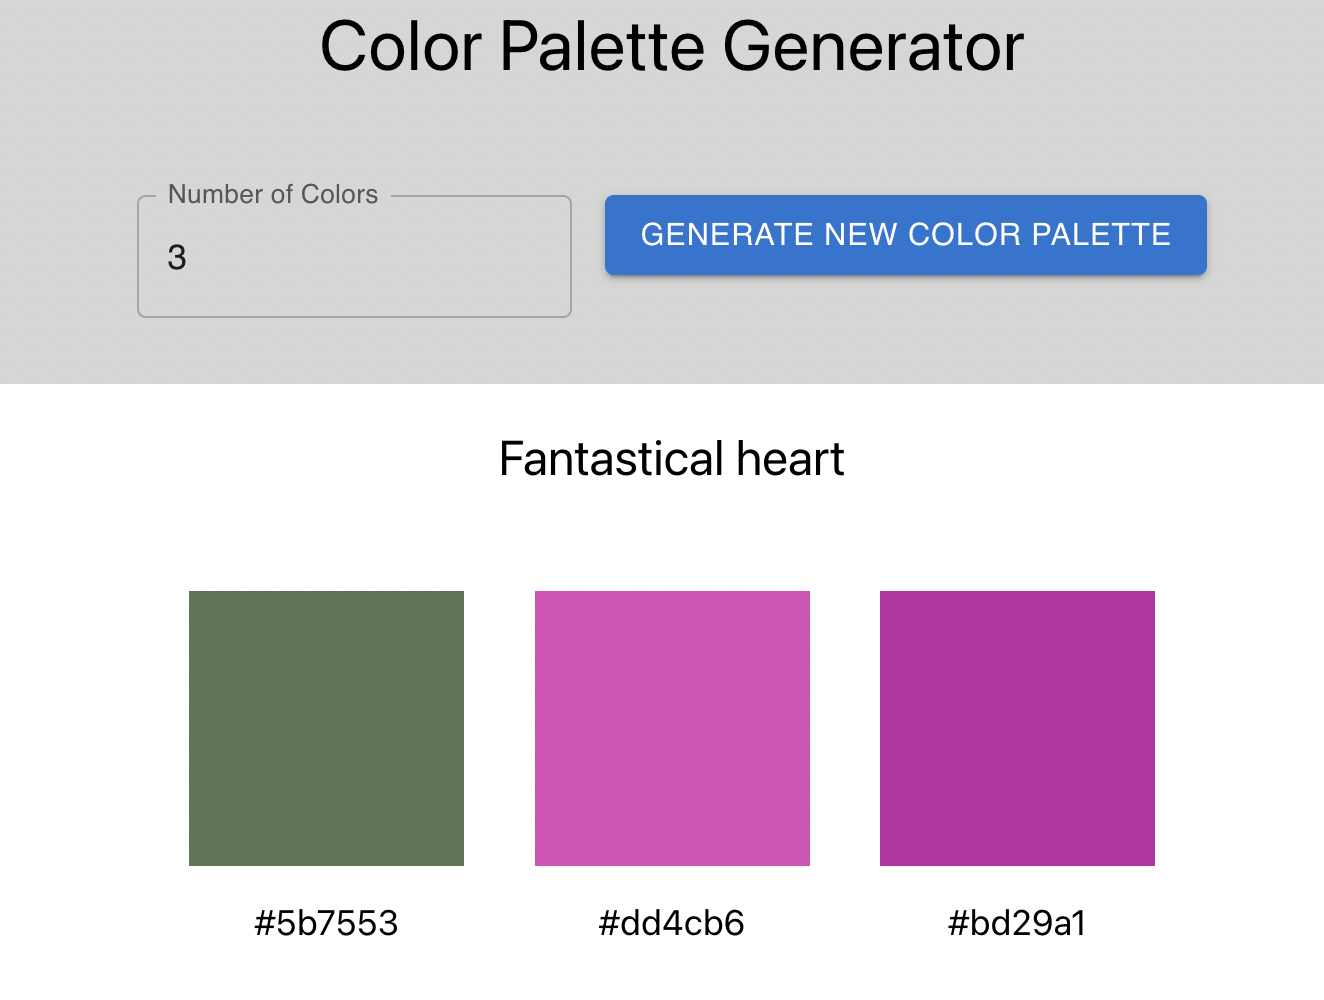 Color Palette Generator
Number of Colors
3
GENERATE NEW COLOR PALETTE
Fantastical heart
#5b7553
#dd4cb6
#bd29a1